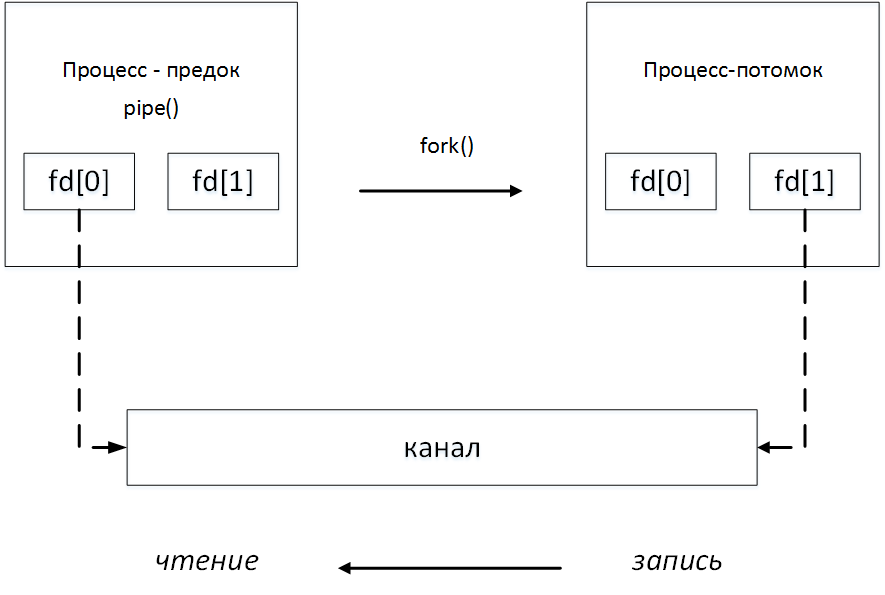 Процесс - предок
pipe()
fd[0] fd[1]
fork()
Процесс-потомок
fd[0] fd[1]
канал
чтение
запись